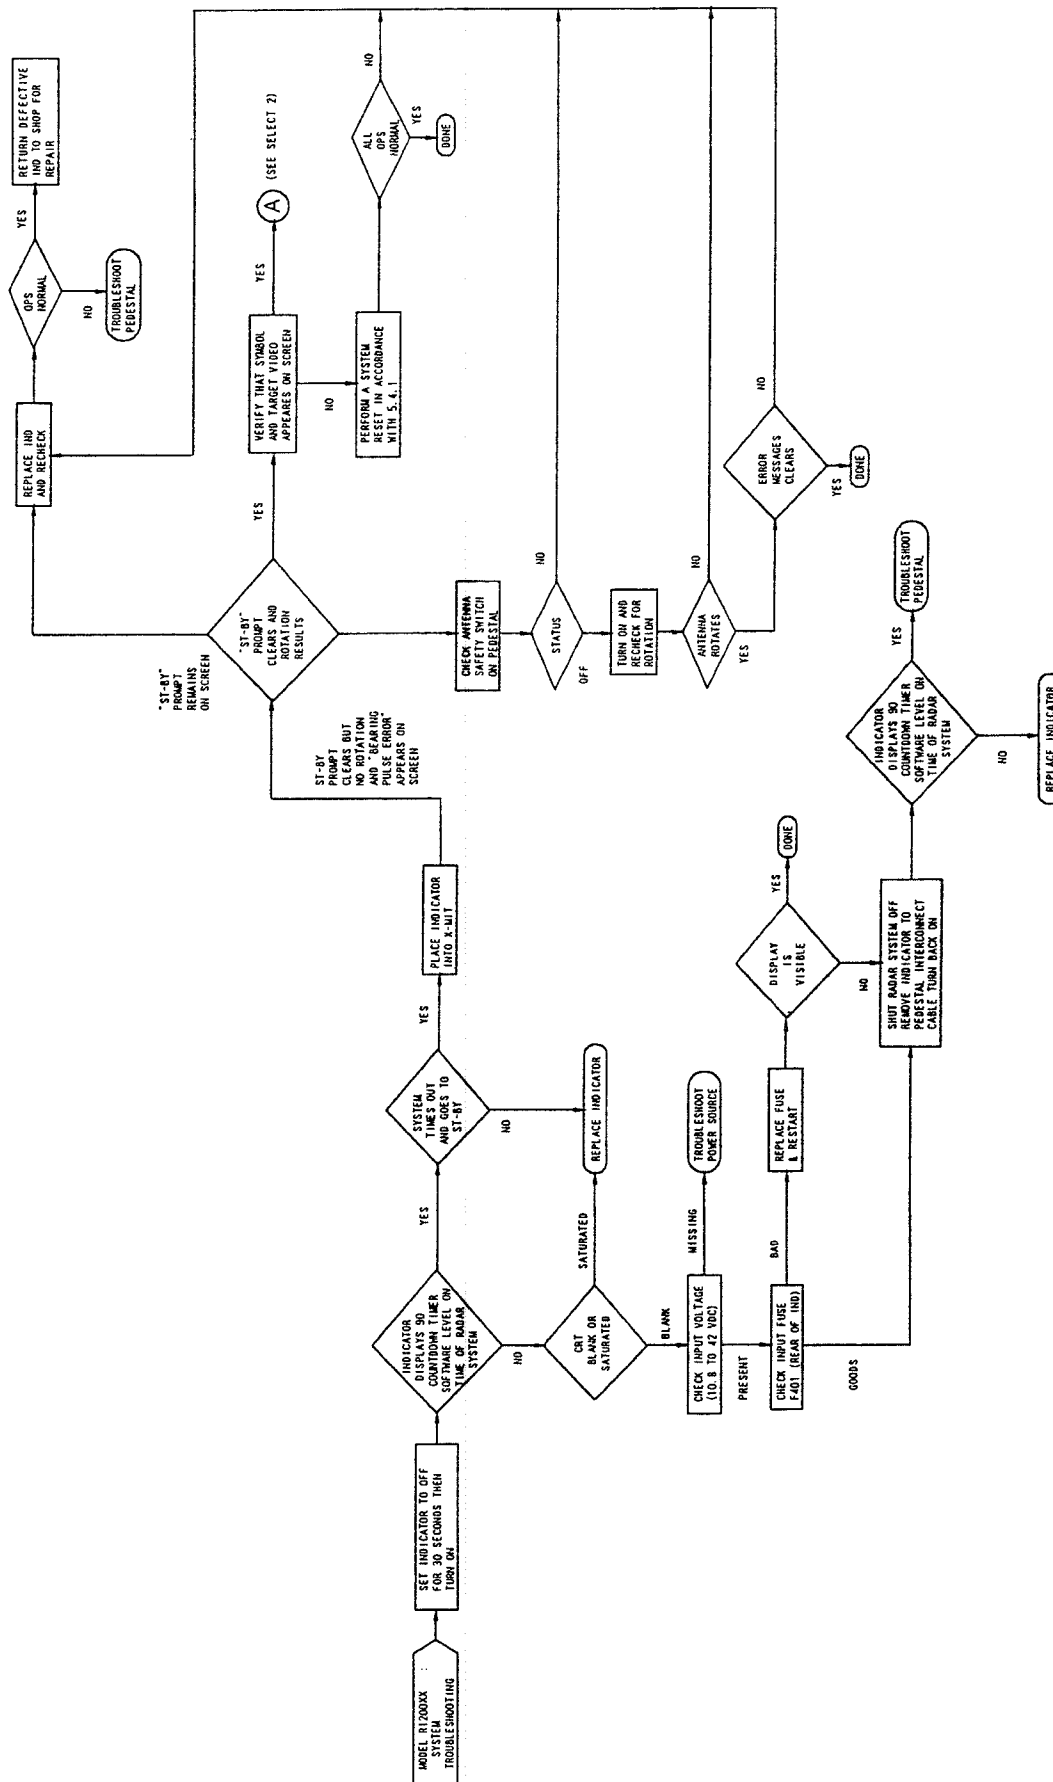 MODEL R1200XX
SYSTEM
TROUBLESHOOTING
SET INDICATOR TO OFF
FOR 30 SECONDS THEN
TURN ON
INDICATOR
DISPLAYS 90
COUNTDOWN TIMER
SOFTWARE LEVEL ON
TIME OF RADAR
SYSTEM
YES
NO
SYSTEM
TIMES OUT
AND GOES TO
ST-BY
YES
NO
REPLACE INDICATOR
CRT
BLANK OR
SATURATED
SATURATED
BLANK
CHECK INPUT VOLTAGE
(10.8 TO 42 VDC)
MISSING
TROUBLESHOOT
POWER SOURCE
PRESENT
CHECK INPUT FUSE
F401 (REAR OF IND)
BAD
REPLACE FUSE
& RESTART
GOODS
DISPLAY
IS
VISIBLE
YES
DONE
NO
SHUT RADAR SYSTEM OFF
REMOVE INDICATOR TO
PEDESTAL INTERCONNECT
CABLE TURN BACK ON
INDICATOR
DISPLAYS 90
COUNTDOWN TIMER
SOFTWARE LEVEL ON
TIME OF RADAR
SYSTEM
YES
TROUBLESHOOT
PEDESTAL
NO
REPLACE INDICATOR
PLACE INDICATOR
INTO X-MIT
ST-BY
PROMPT
CLEARS BUT
NO ROTATION
AND "BEARING
PULSE ERROR"
APPEARS ON
SCREEN
"ST-BY"
PROMPT
REMAINS
ON SCREEN
"ST-BY"
PROMPT
CLEARS AND
ROTATION
RESULTS
YES
REPLACE IND
AND RECHECK
OPS
NORMAL
YES
RETURN DEFECTIVE
IND TO SHOP FOR
REPAIR
NO
TROUBLESHOOT
PEDESTAL
VERIFY THAT SYMBOL
AND TARGET VIDEO
APPEARES ON SCREEN
YES
A
(SEE SELECT 2)
NO
PERFORM A SYSTEM
RESET IN ACCORDANCE
WITH 5.4.1
ALL
OPS
NORMAL
NO
YES
DONE
CHECK ANTENNA
SAFETY SWITCH
ON PEDESTAL
STATUS
NO
OFF
TURN ON AND
RECHECK FOR
ROTATION
ANTENNA
ROTATES
NO
YES
ERROR
MESSAGES
CLEARS
NO
YES
DONE